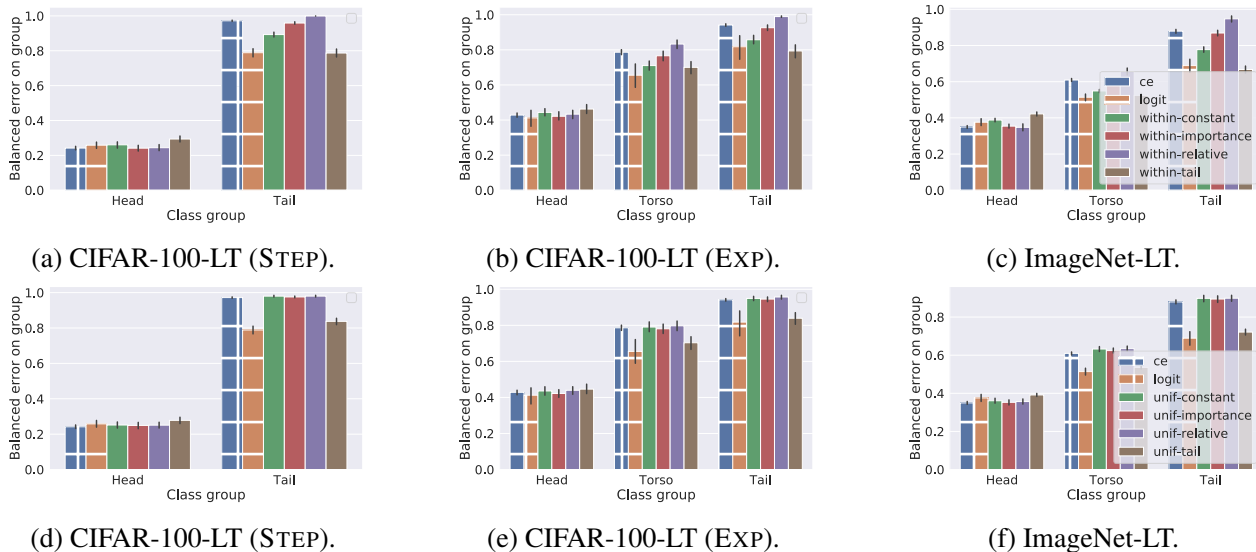 Balanced error on group
1.0
0.8
0.6
0.4
0.2
0.0
Head
Tail
Class group
(a) CIFAR-100-LT (STEP).
Balanced error on group
1.0
0.8
0.6
0.4
0.2
0.0
Head
Torso
Tail
Class group
(b) CIFAR-100-LT (EXP).
Balanced error on group
1.0
0.8
0.6
0.4
0.2
0.0
ce
logit
within-constant
within-importance
within-relative
within-tail
Head
Torso
Tail
Class group
(c) ImageNet-LT.
Balanced error on group
1.0
0.8
0.6
0.4
0.2
0.0
Head
Tail
Class group
(d) CIFAR-100-LT (STEP).
Balanced error on group
1.0
0.8
0.6
0.4
0.2
0.0
Head
Torso
Tail
Class group
(e) CIFAR-100-LT (EXP).
Balanced error on group
0.8
0.6
0.4
0.2
0.0
ce
logit
unif-constant
unif-importance
unif-relative
unif-tail
Head
Torso
Tail
Class group
(f) ImageNet-LT.